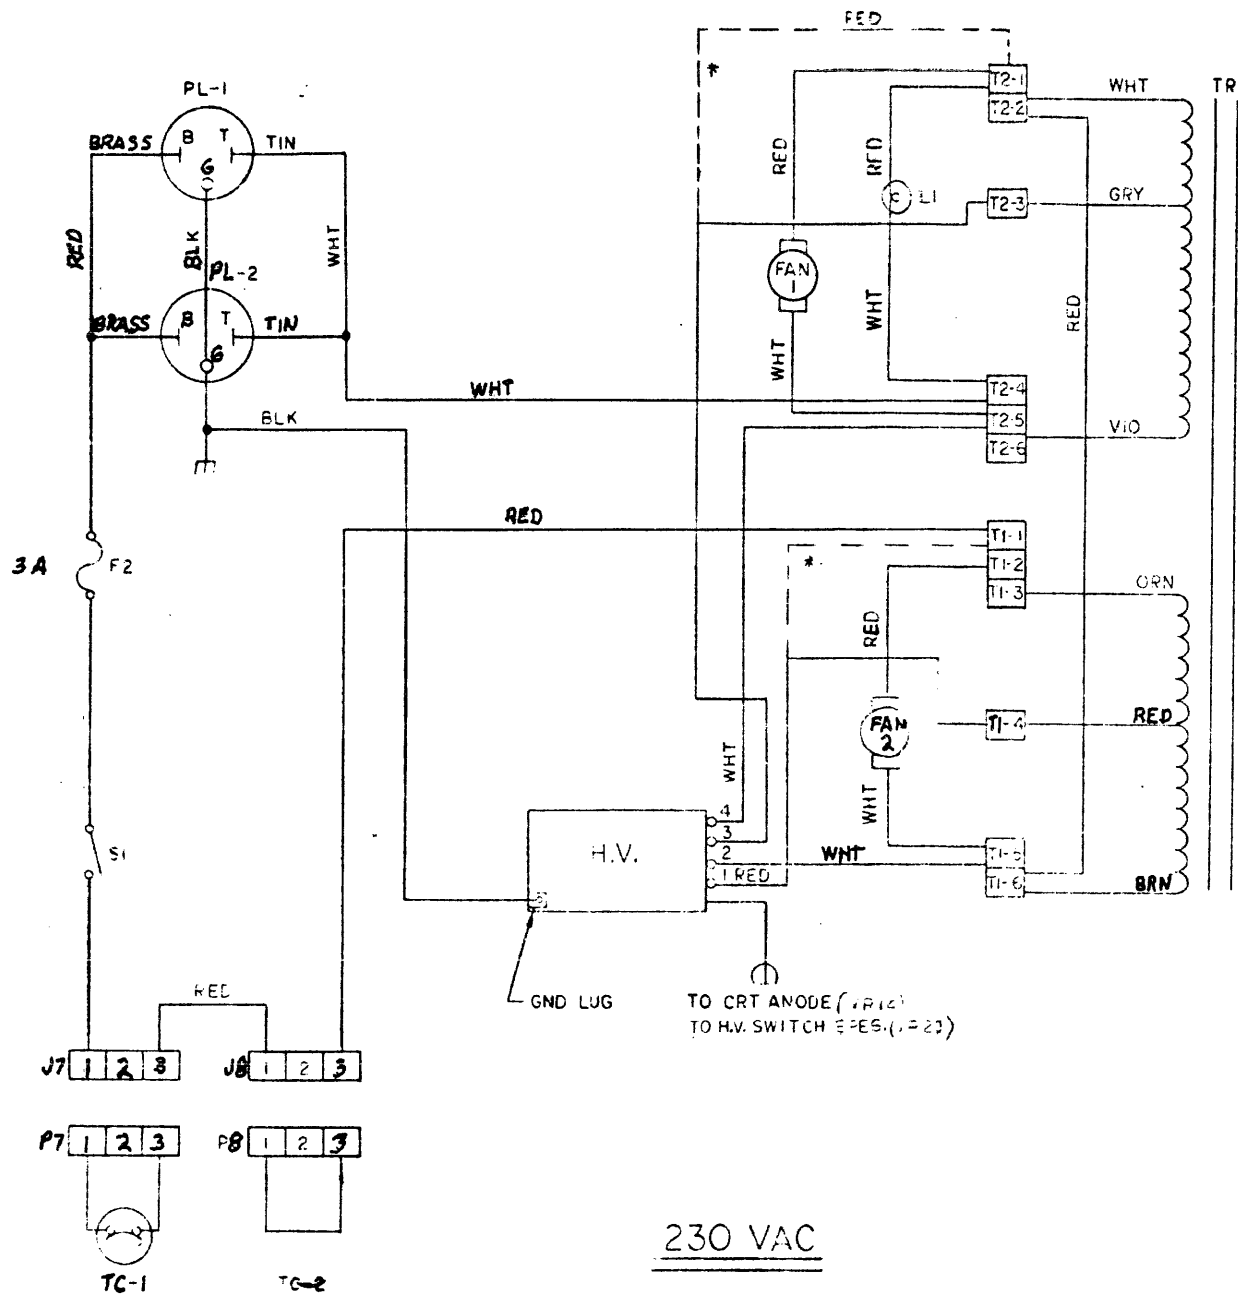 RED
*
T2-1
WHT
TR
PL-1
T2-2
BRASS
B
T
TIN
G
RED
RED
C
L1
T2-3
GRY
RED
BLK
WHT
PL-2
FAN
1
BRASS
B
T
TIN
G
WHT
WHT
RED
WHT
T2-4
BLK
T2-5
VIO
T2-6
RED
T1-1
3A
F2
*
T1-2
T1-3
ORN
RED
FAN
2
T1-4
RED
WHT
WHT
4
3
S1
H.V.
2
WHT
T1-5
1 RED
T1-6
BRN
GND LUG
TO CRT ANODE
TO H.V. SWITCH
RED
J7 1 2 3
J8 1 2 3
P7 1 2 3
P8 1 2 3
230 VAC
TC-1
TC-2